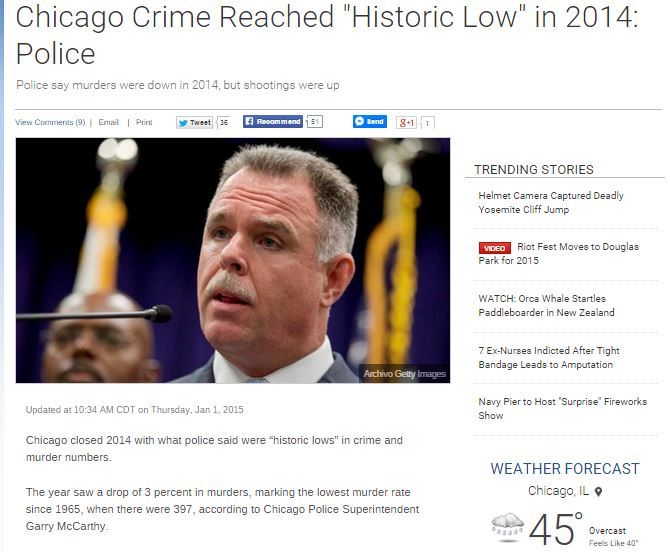 Chicago Crime Reached "Historic Low" in 2014:
Police
Police say murders were down in 2014, but shootings were up
View Comments (9) | Email | Print
Tweet 36
Recommend 51
Send
g+1 1
Archivo Getty Images
Updated at 10:34 AM CDT on Thursday, Jan 1, 2015
Chicago closed 2014 with what police said were “historic lows” in crime and
murder numbers.
The year saw a drop of 3 percent in murders, marking the lowest murder rate
since 1965, when there were 397, according to Chicago Police Superintendent
Garry McCarthy.
TRENDING STORIES
Helmet Camera Captured Deadly
Yosemite Cliff Jump
VIDEO Riot Fest Moves to Douglas
Park for 2015
WATCH: Orca Whale Startles
Paddleboarder in New Zealand
7 Ex-Nurses Indicted After Tight
Bandage Leads to Amputation
Navy Pier to Host "Surprise" Fireworks
Show
WEATHER FORECAST
Chicago, IL
45°
Overcast
Feels Like 40°